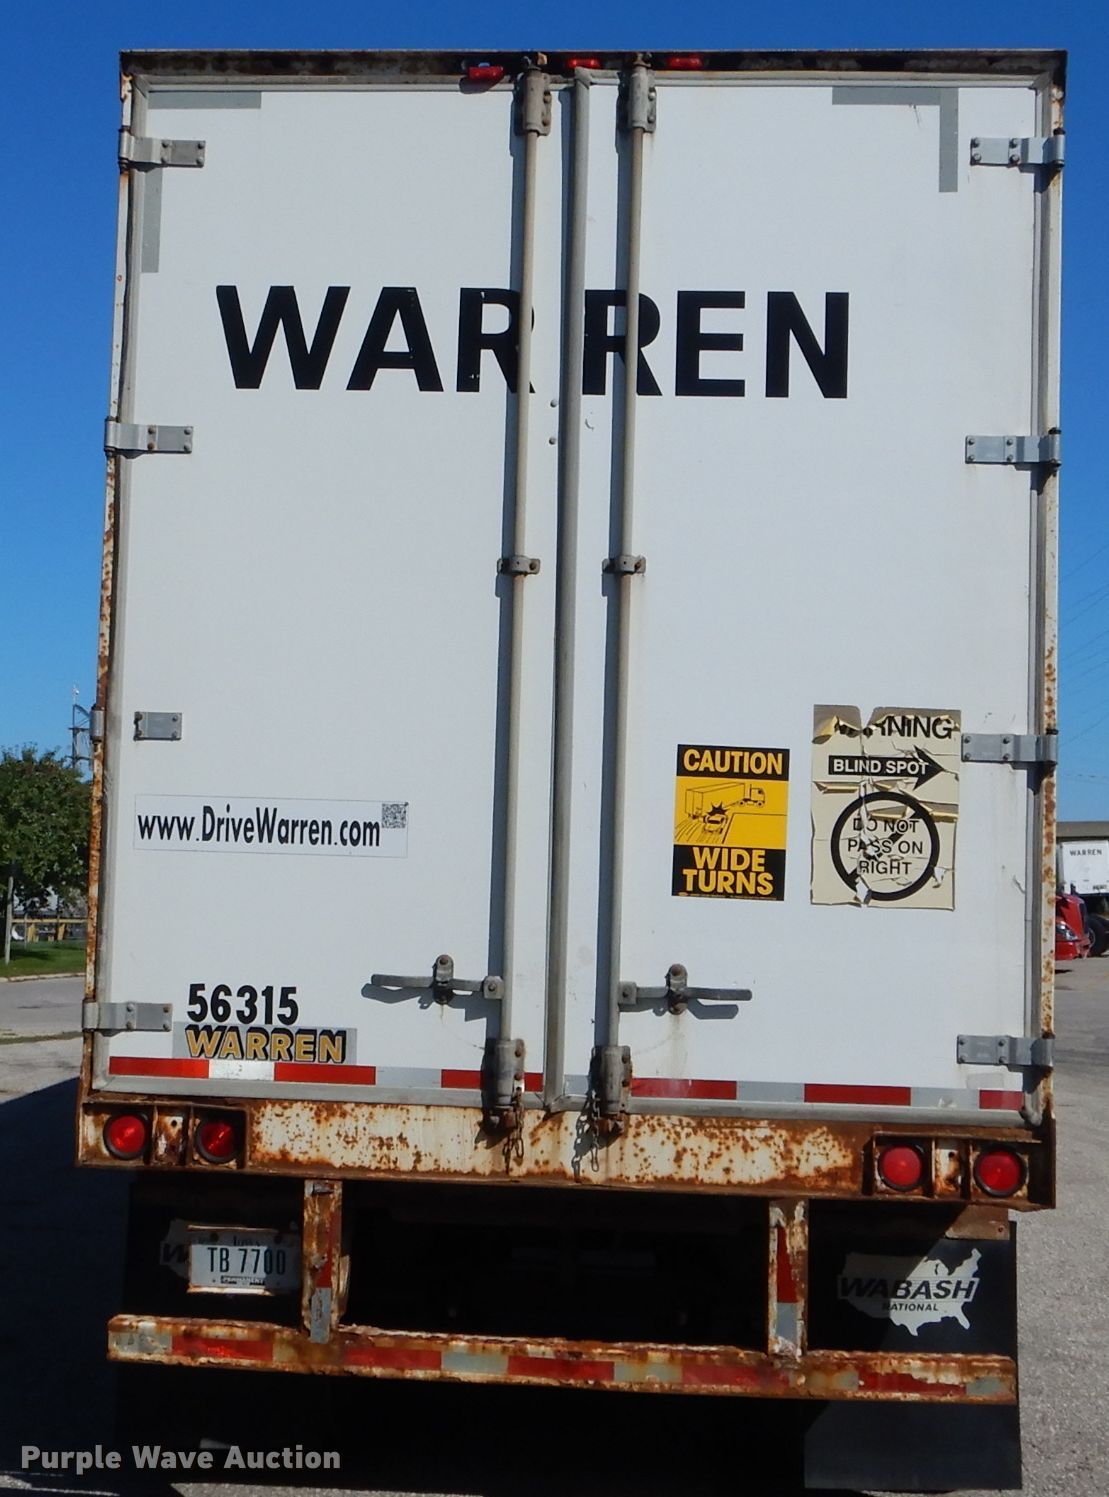 WARREN
CAUTION
WIDE
TURNS
WARNING
BLIND SPOT
DO NOT
PASS ON
RIGHT
www.DriveWarren.com
56315
WARREN
WARREN
TB 7700
WABASH
NATIONAL
Purple Wave Auction